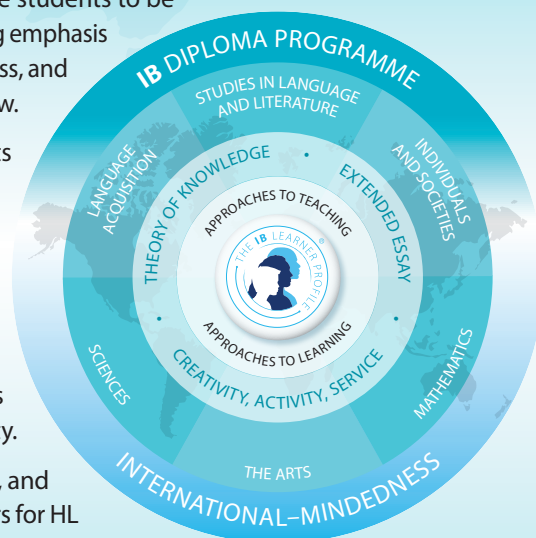 e students to be
g emphasis
ss, and
w.
ts
s
ty.
, and
rs for HL
IB DIPLOMA PROGRAMME
STUDIES IN LANGUAGE
AND LITERATURE
LANGUAGE
ACQUISITION
INDIVIDUALS
AND SOCIETIES
THEORY OF KNOWLEDGE • EXTENDED ESSAY •
APPROACHES TO TEACHING
THE IB LEARNER PROFILE ®
APPROACHES TO LEARNING
• CREATIVITY, ACTIVITY, SERVICE
SCIENCES
MATHEMATICS
THE ARTS
INTERNATIONAL–MINDEDNESS